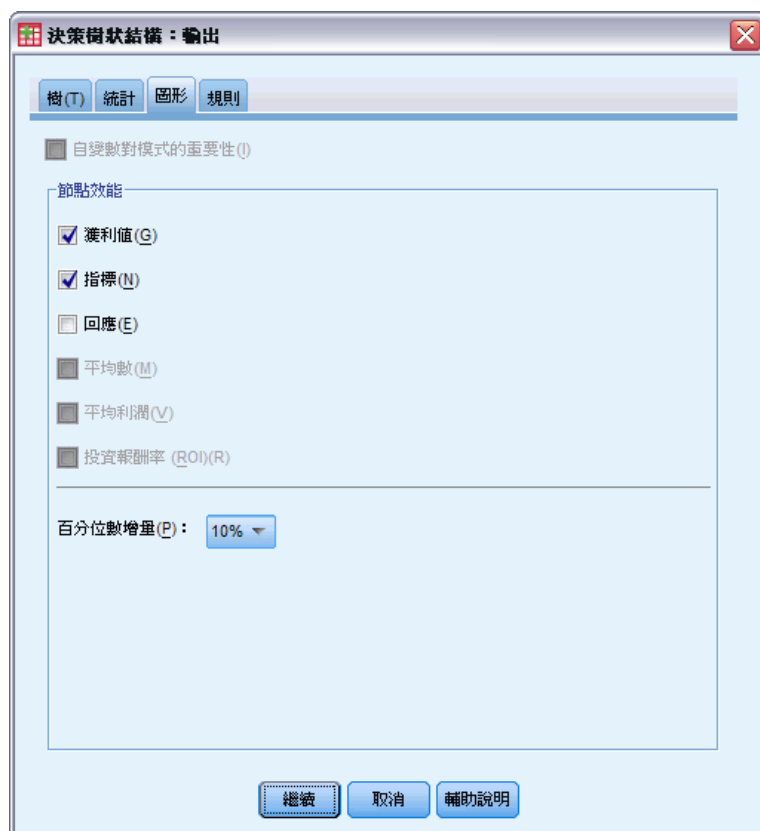 決策樹狀結構：輸出
樹(T) 統計 圖形 規則
自變數對模式的重要性(I)
節點效能
獲利值(G)
指標(N)
回應(E)
平均數(M)
平均利潤(V)
投資報酬率 (ROI)(R)
百分位數增量(P)： 10%
繼續 取消 輔助說明